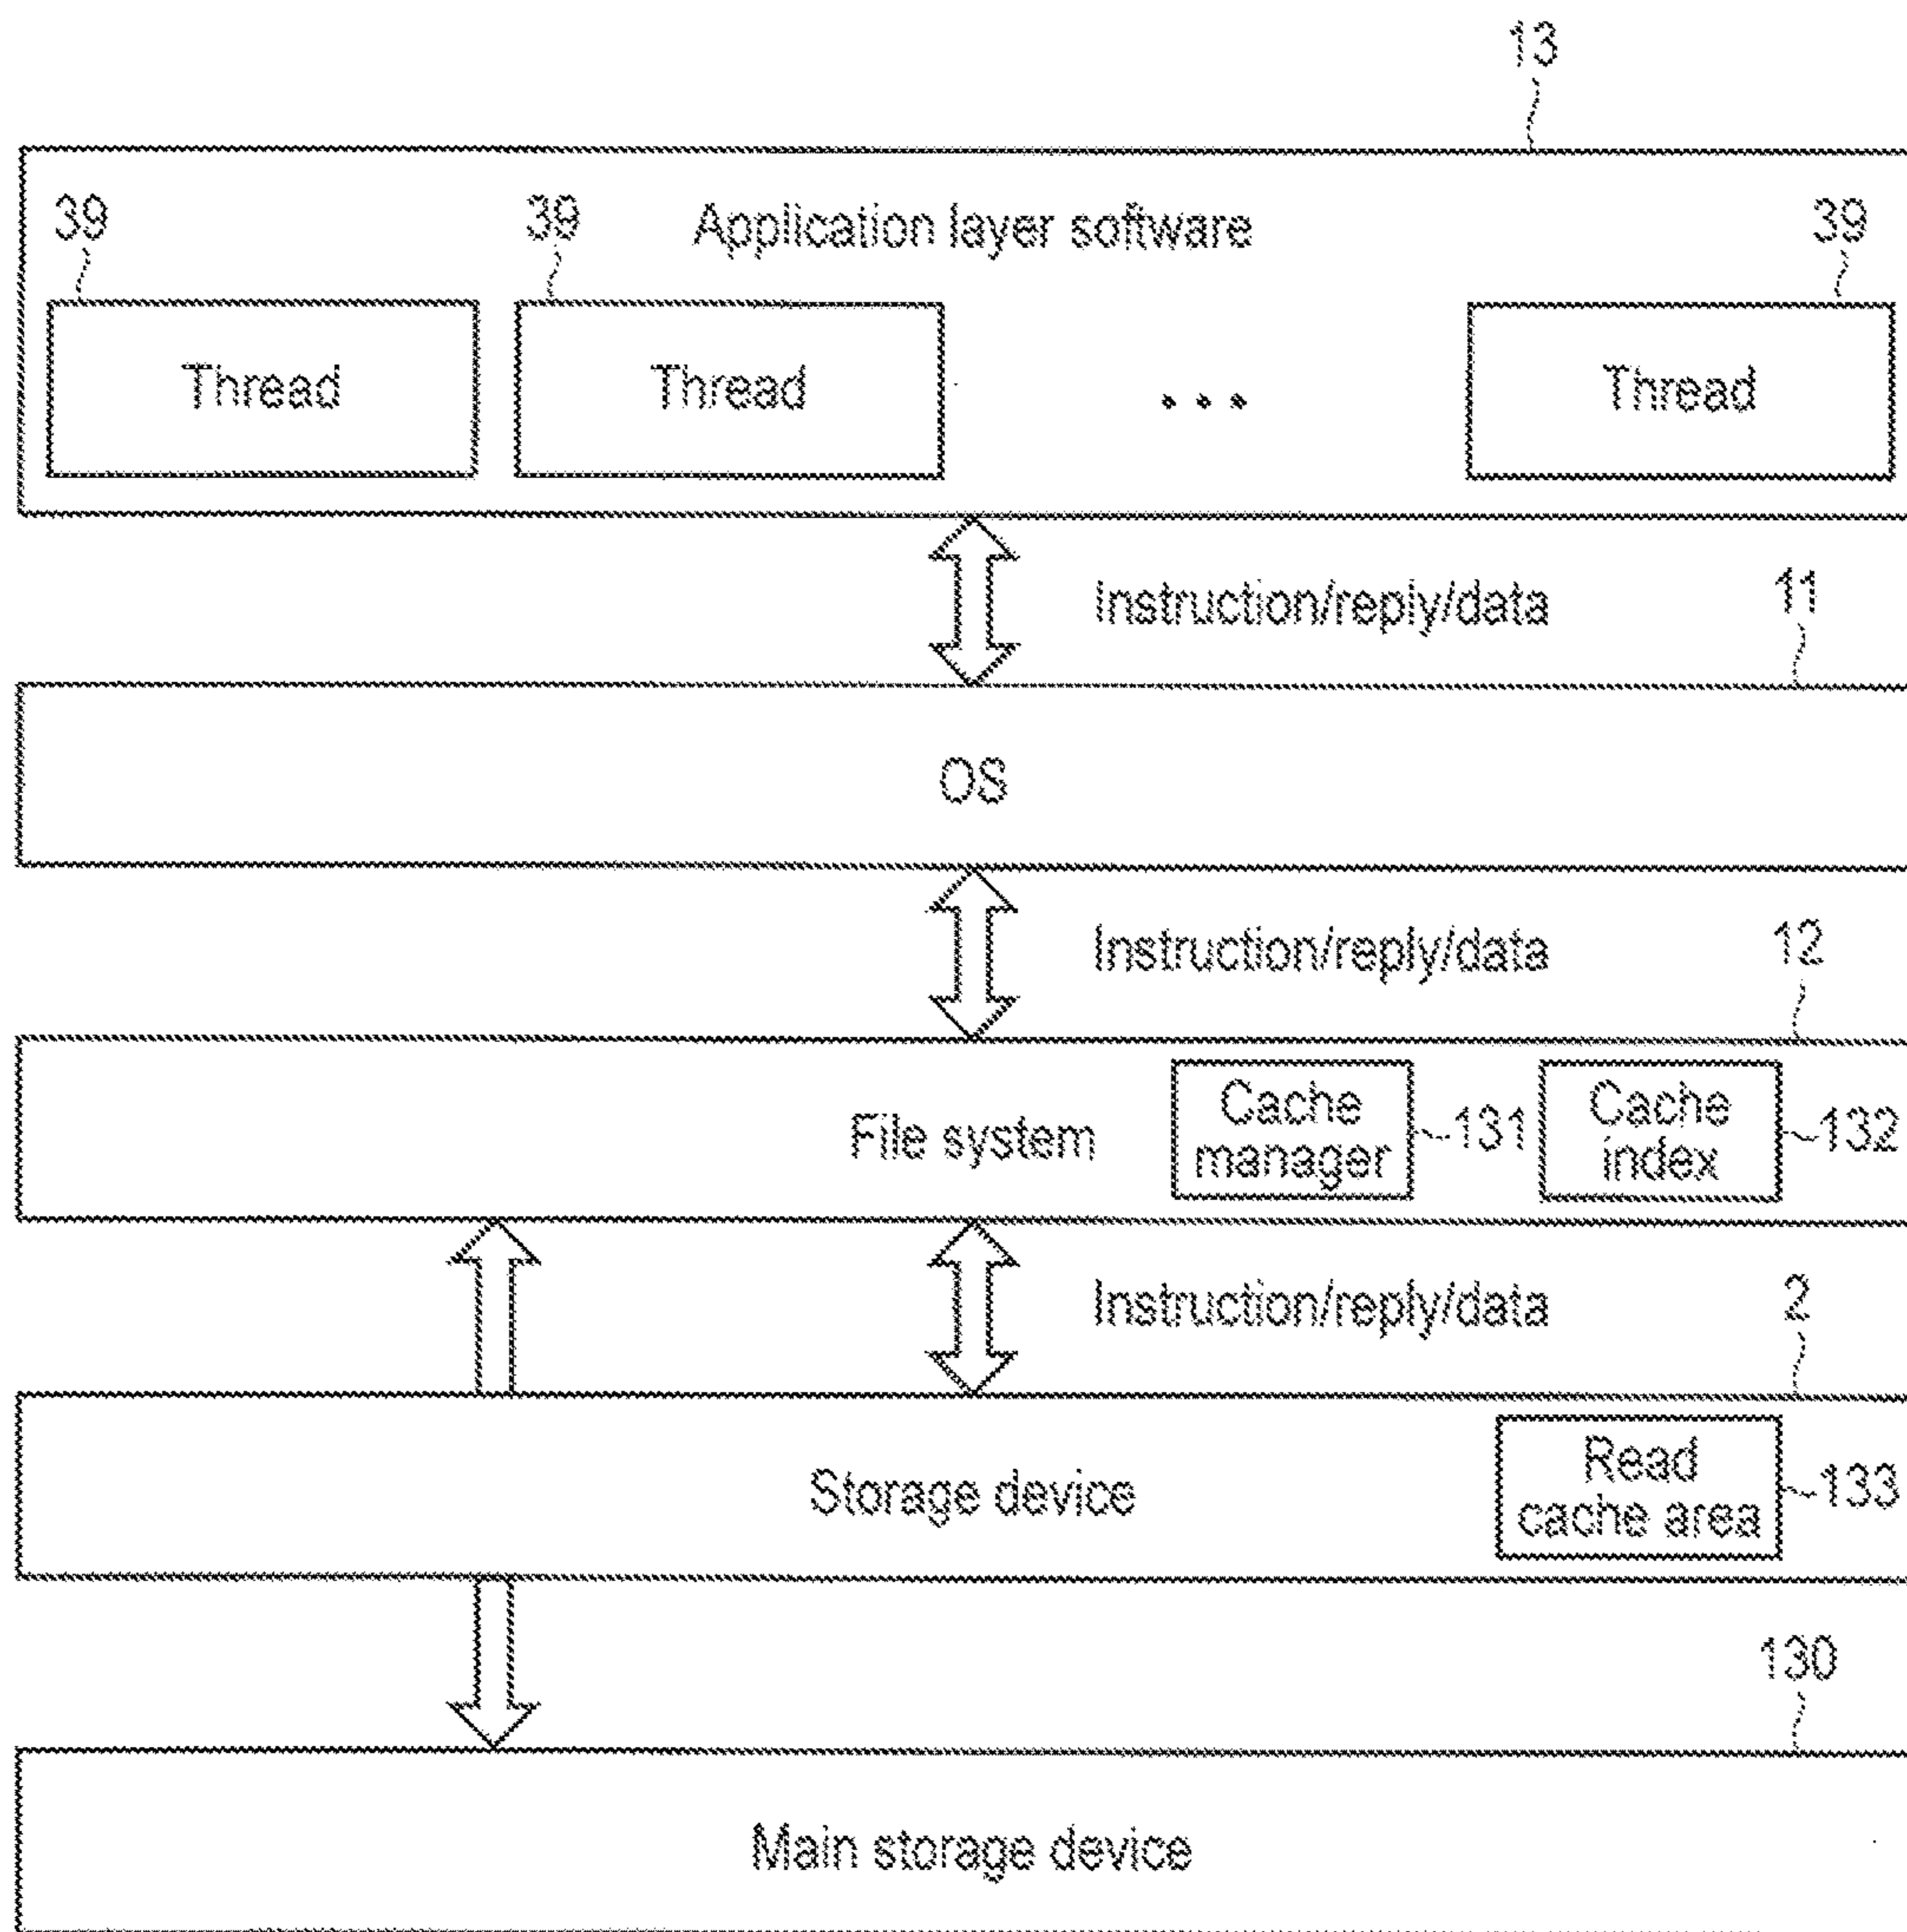 13
39
39
Application layer software
39
Thread
Thread
...
Thread
Instruction/reply/data
11
OS
Instruction/reply/data
12
File system
Cache
manager
131
Cache
index
132
Instruction/reply/data
2
Storage device
Read
cache area
133
130
Main storage device